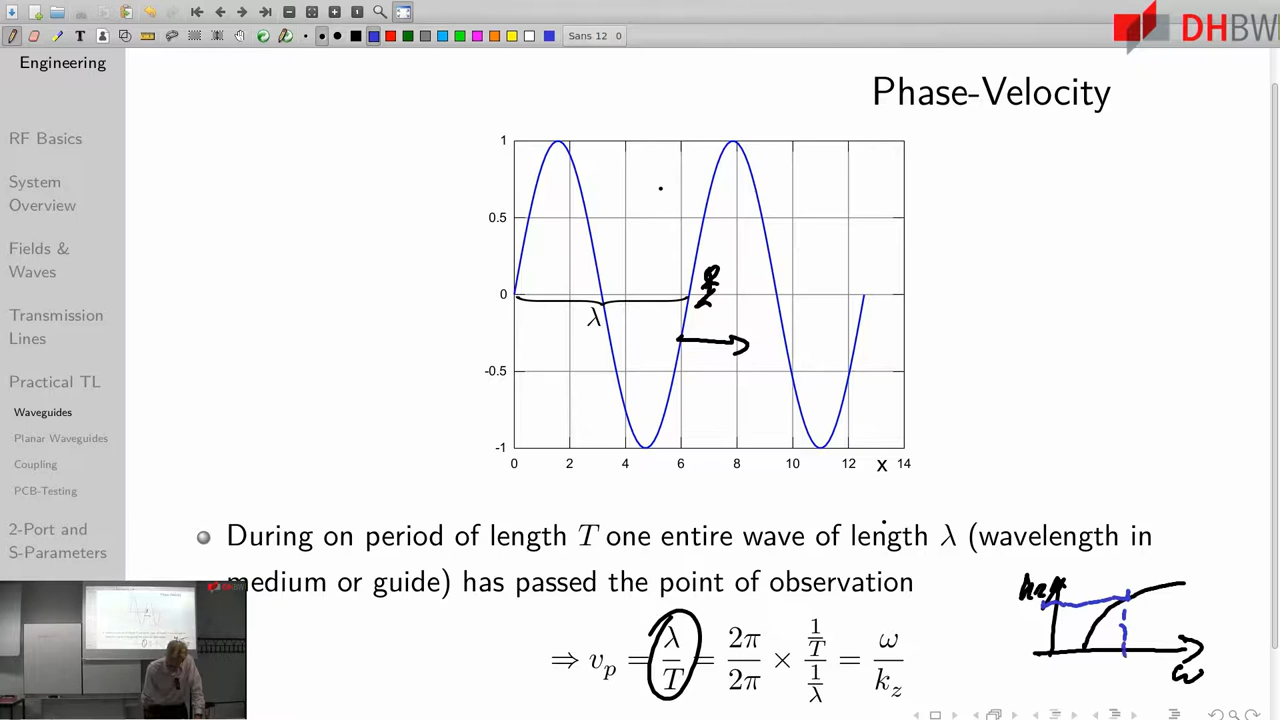 Sans 12 0
DHBW
Engineering
RF Basics
System
Overview
Fields &
Waves
Transmission
Lines
Practical TL
Waveguides
Planar Waveguides
Coupling
PCB-Testing
2-Port and
S-Parameters
Phase-Velocity
1
0.5
0
-0.5
-1
λ
0 2 4 6 8 10 12 x 14
During on period of length T one entire wave of length λ (wavelength in
medium or guide) has passed the point of observation
⇒ v_p = λ/T = 2π/2π × (1/T)/(1/λ) = ω/k_z
kz
ω